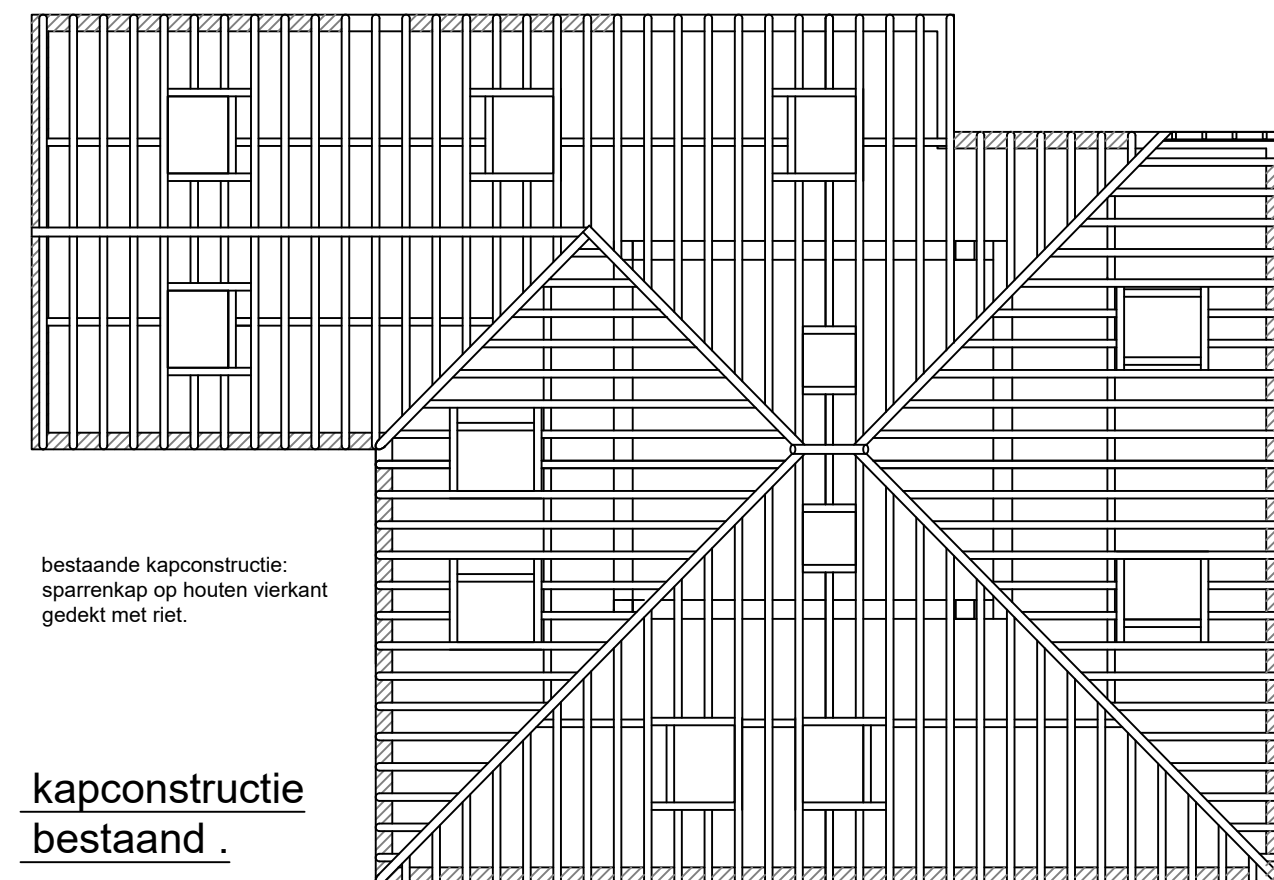 bestaande kapconstructie:
sparrenkap op houten vierkant
gedekt met riet.
kapconstructie
bestaand .